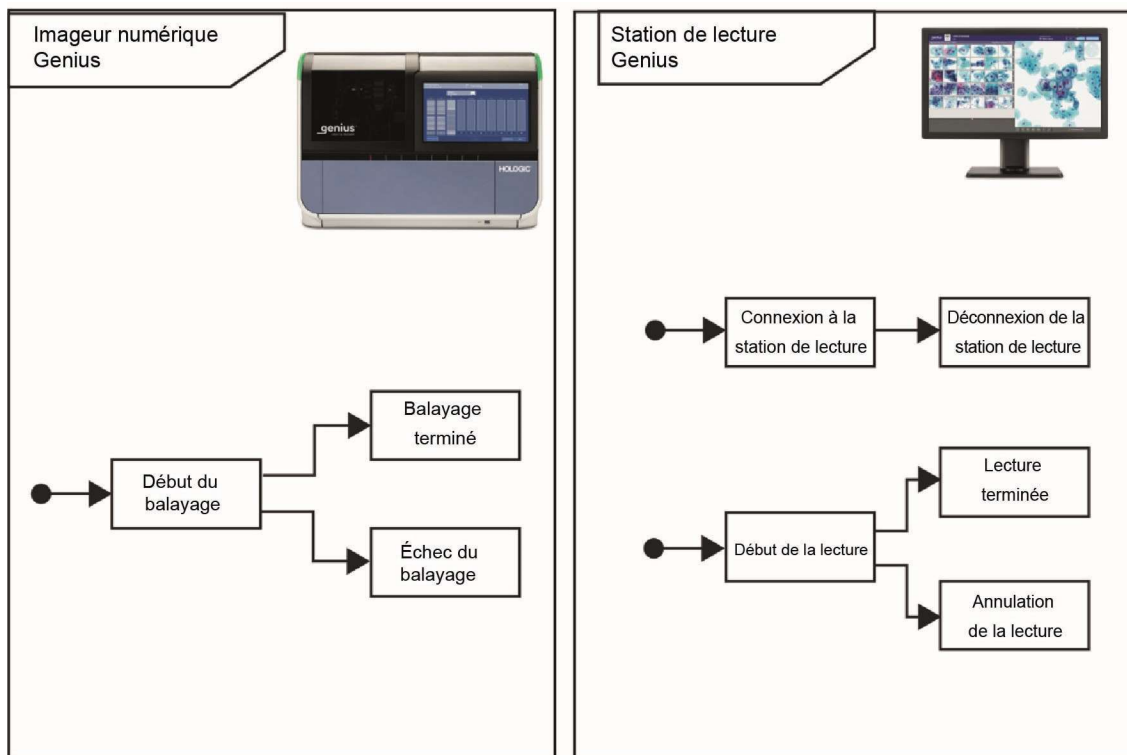 Imageur numérique
Genius
genius
HOLOGIC
Début du
balayage
Balayage
terminé
Échec du
balayage
Station de lecture
Genius
Connexion à la
station de lecture
Déconnexion de la
station de lecture
Début de la lecture
Lecture
terminée
Annulation
de la lecture